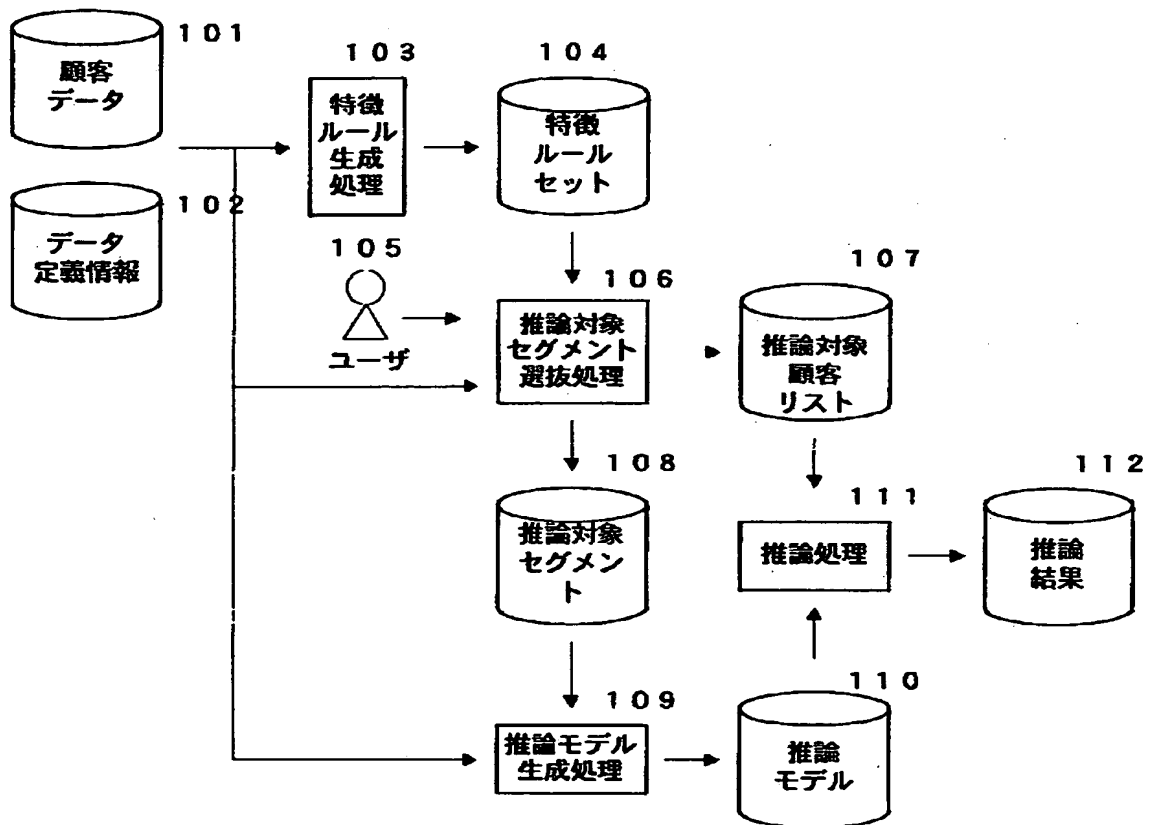 101
顧客
データ
102
データ
定義情報
103
特徴
ルール
生成
処理
104
特徴
ルール
セット
105
ユーザ
106
推論対象
セグメント
選抜処理
107
推論対象
顧客
リスト
108
推論対象
セグメン
ト
109
推論モデル
生成処理
110
推論
モデル
111
推論処理
112
推論
結果